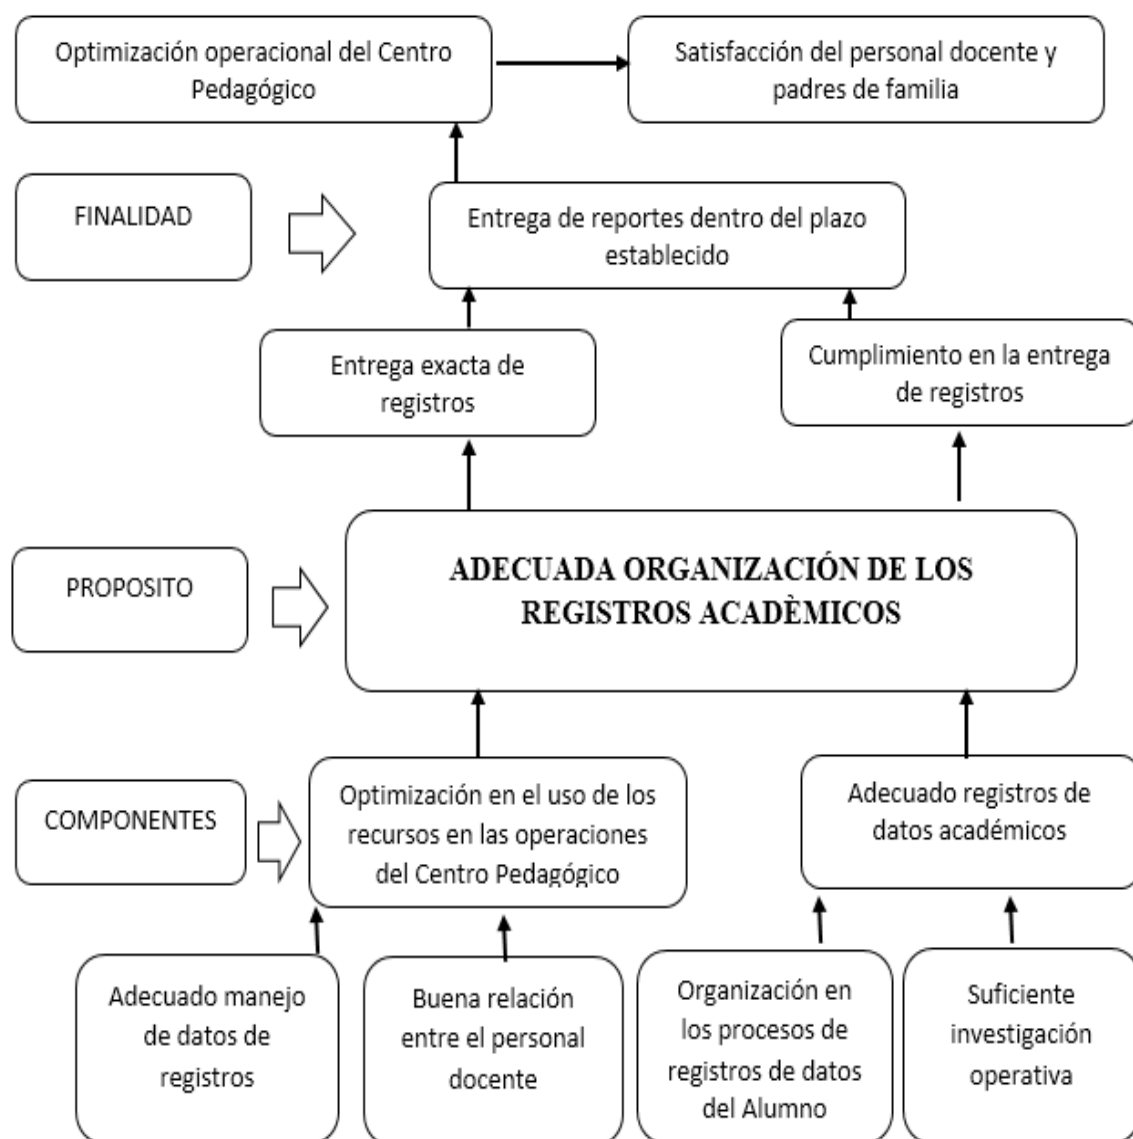 Optimización operacional del Centro
Pedagógico
Satisfacción del personal docente y
padres de familia
FINALIDAD
Entrega de reportes dentro del plazo
establecido
Entrega exacta de
registros
Cumplimiento en la entrega
de registros
PROPOSITO
ADECUADA ORGANIZACIÓN DE LOS
REGISTROS ACADÈMICOS
COMPONENTES
Optimización en el uso de los
recursos en las operaciones
del Centro Pedagógico
Adecuado registros de
datos académicos
Adecuado manejo
de datos de
registros
Buena relación
entre el personal
docente
Organización en
los procesos de
registros de datos
del Alumno
Suficiente
investigación
operativa